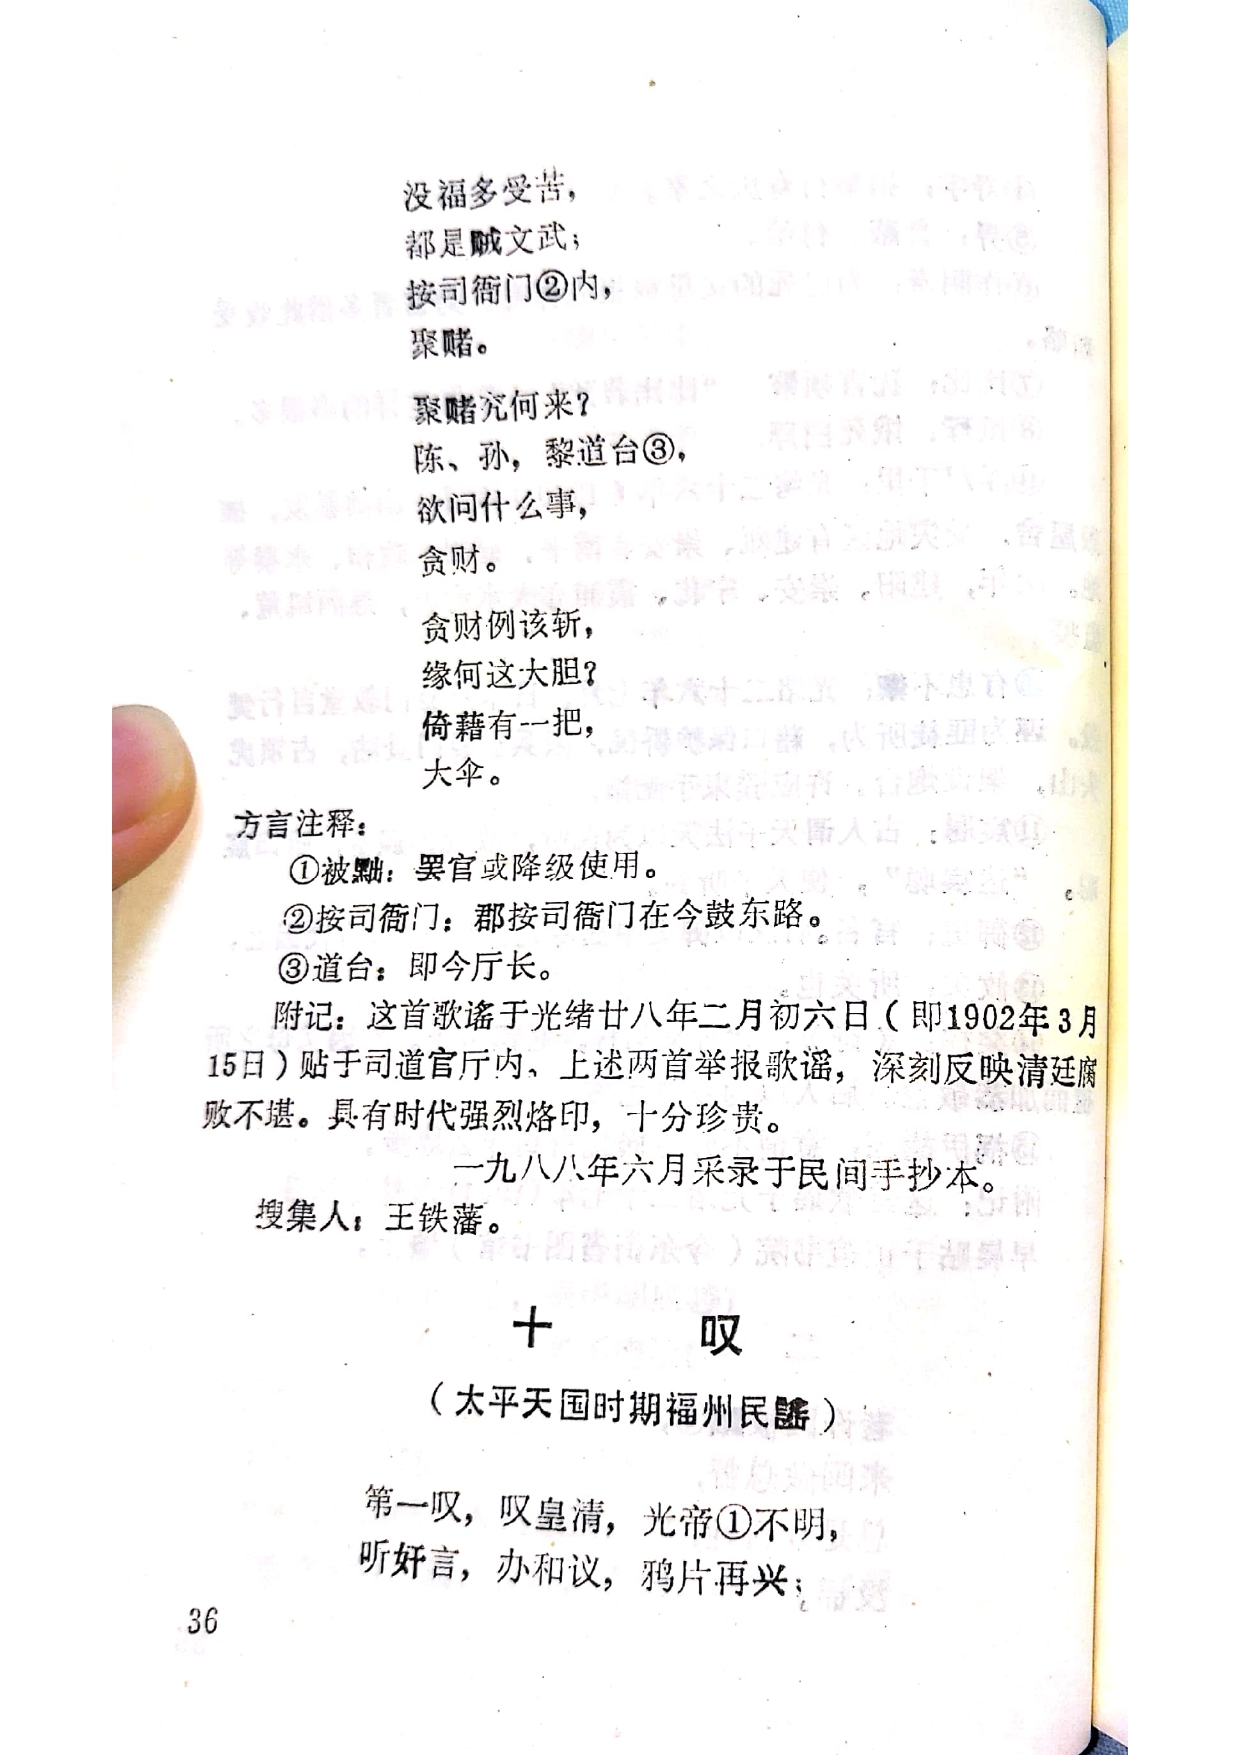 没福多受苦，
都是贼文武；
按司衙门②内，
聚赌。
聚赌究何来？
陈、孙，黎道台③，
欲问什么事，
贪财。
贪财例该斩，
缘何这大胆？
倚藉有一把，
大伞。
方言注释：
①被黜：罢官或降级使用。
②按司衙门：郡按司衙门在今鼓东路。
③道台：即今厅长。
附记：这首歌谣于光绪廿八年二月初六日（即1902年3月
15日）贴于司道官厅内、上述两首举报歌谣，深刻反映清廷腐
败不堪。具有时代强烈烙印，十分珍贵。
一九八八年六月采录于民间手抄本。
搜集人：王铁藩。
十 叹
（太平天国时期福州民謠）
第一叹，叹皇清，光帝①不明，
听奸言，办和议，鸦片再兴；
36